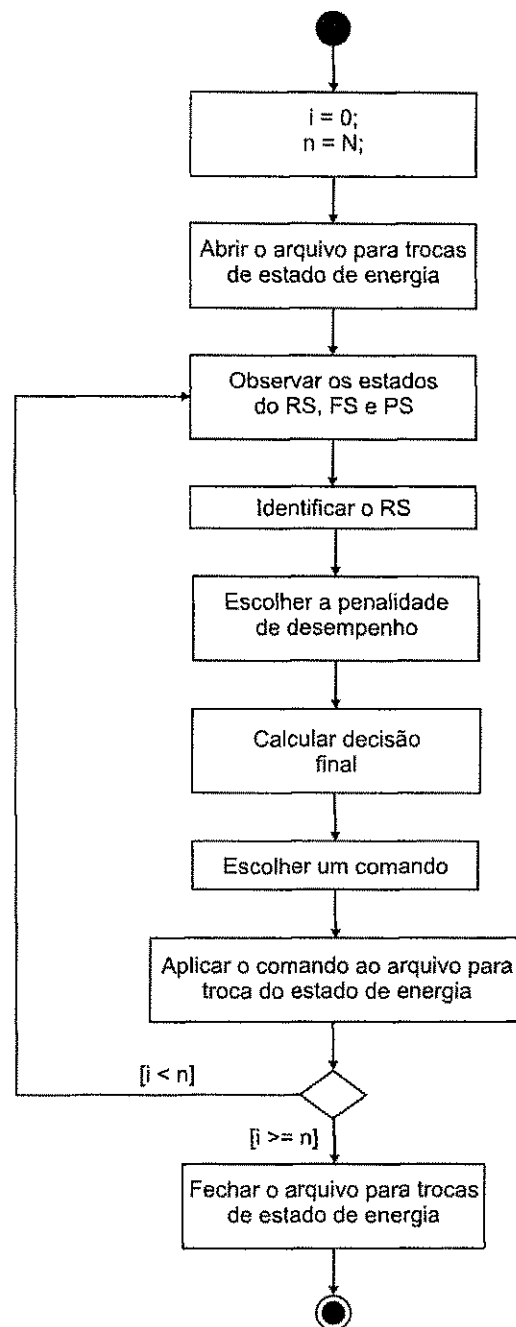 i = 0;
n = N;
Abrir o arquivo para trocas
de estado de energia
Observar os estados
do RS, FS e PS
Identificar o RS
Escolher a penalidade
de desempenho
Calcular decisão
final
Escolher um comando
Aplicar o comando ao arquivo para
troca do estado de energia
[i < n]
[i >= n]
Fechar o arquivo para trocas
de estado de energia